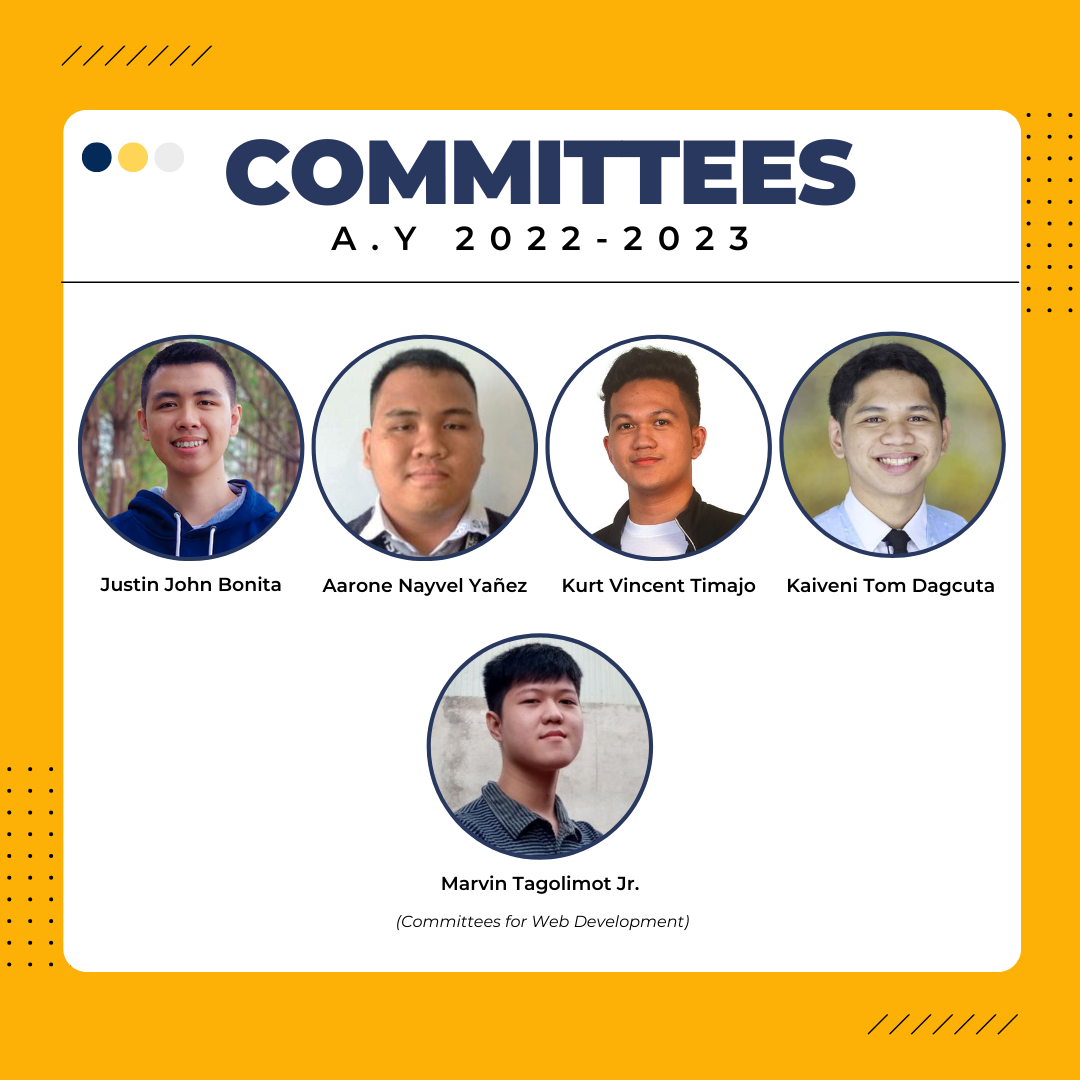 COMMITTEES
A.Y 2022-2023
Justin John Bonita
Aarone Nayvel Yañez
Kurt Vincent Timajo
Kaiveni Tom Dagcuta
Marvin Tagolimot Jr.
(Committees for Web Development)